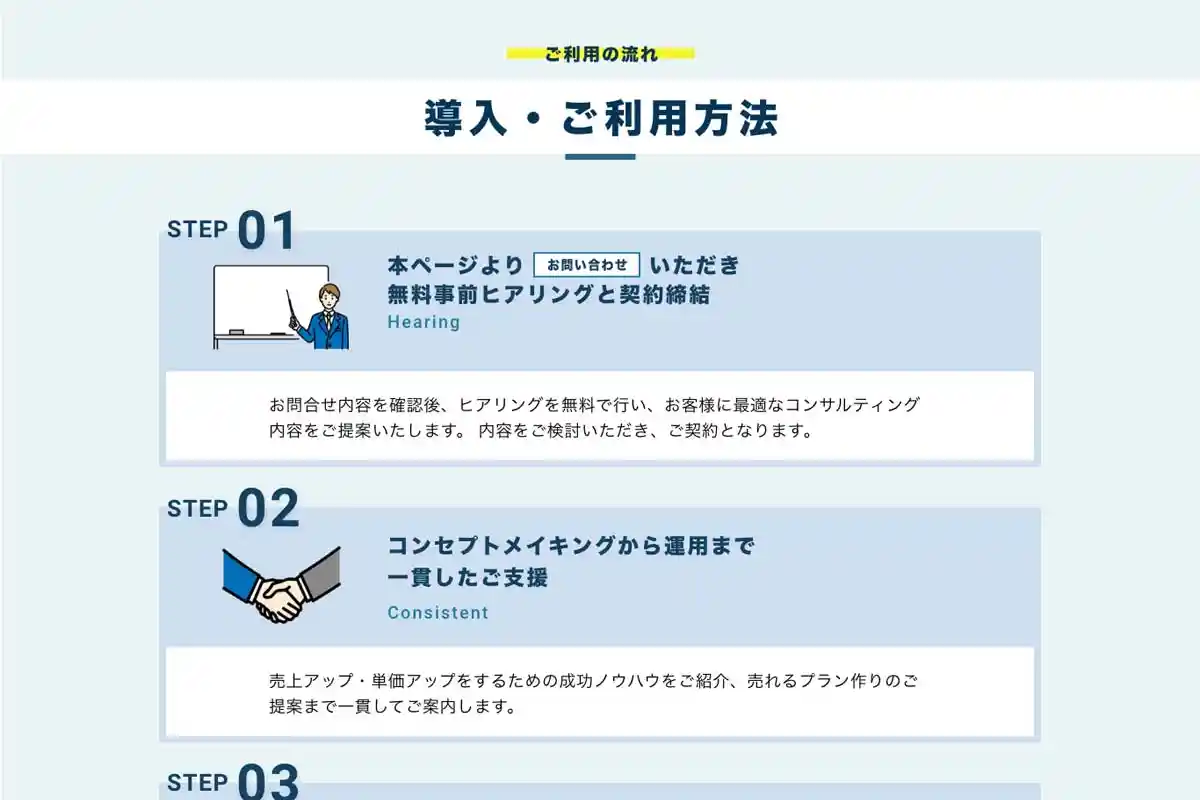 ご利用の流れ
導入・ご利用方法
STEP 01
本ページより お問い合わせ いただき
無料事前ヒアリングと契約締結
Hearing
お問合せ内容を確認後、ヒアリングを無料で行い、お客様に最適なコンサルティング
内容をご提案いたします。 内容をご検討いただき、ご契約となります。
STEP 02
コンセプトメイキングから運用まで
一貫したご支援
Consistent
売上アップ・単価アップをするための成功ノウハウをご紹介、売れるプラン作りのご
提案まで一貫してご案内します。
STEP 03